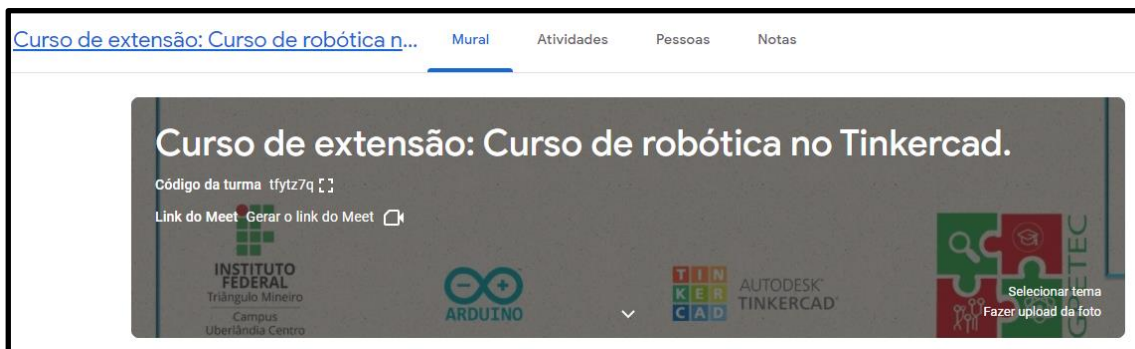 Curso de extensão: Curso de robótica n... Mural Atividades Pessoas Notas
Curso de extensão: Curso de robótica no Tinkercad.
Código da turma tfytz7q
Link do Meet Gerar o link do Meet
INSTITUTO
FEDERAL
Triângulo Mineiro
Campus
Uberlândia Centro
ARDUINO
TIN
KER
CAD
AUTODESK
TINKERCAD
GPETEC
Selecionar tema
Fazer upload da foto